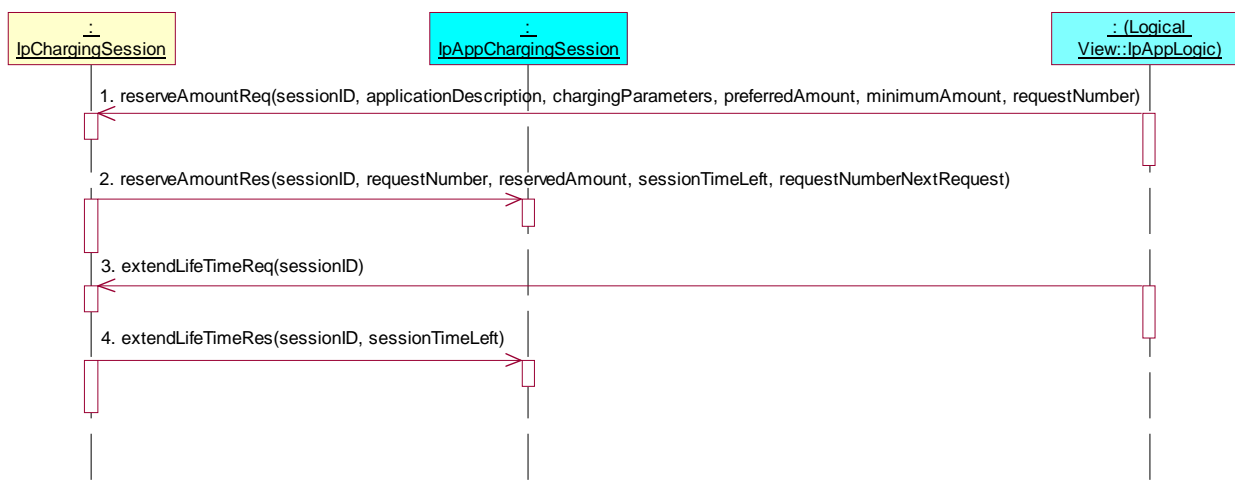 :
IpChargingSession
:
IpAppChargingSession
: (Logical
View::IpAppLogic)
1. reserveAmountReq(sessionID, applicationDescription, chargingParameters, preferredAmount, minimumAmount, requestNumber)
2. reserveAmountRes(sessionID, requestNumber, reservedAmount, sessionTimeLeft, requestNumberNextRequest)
3. extendLifeTimeReq(sessionID)
4. extendLifeTimeRes(sessionID, sessionTimeLeft)